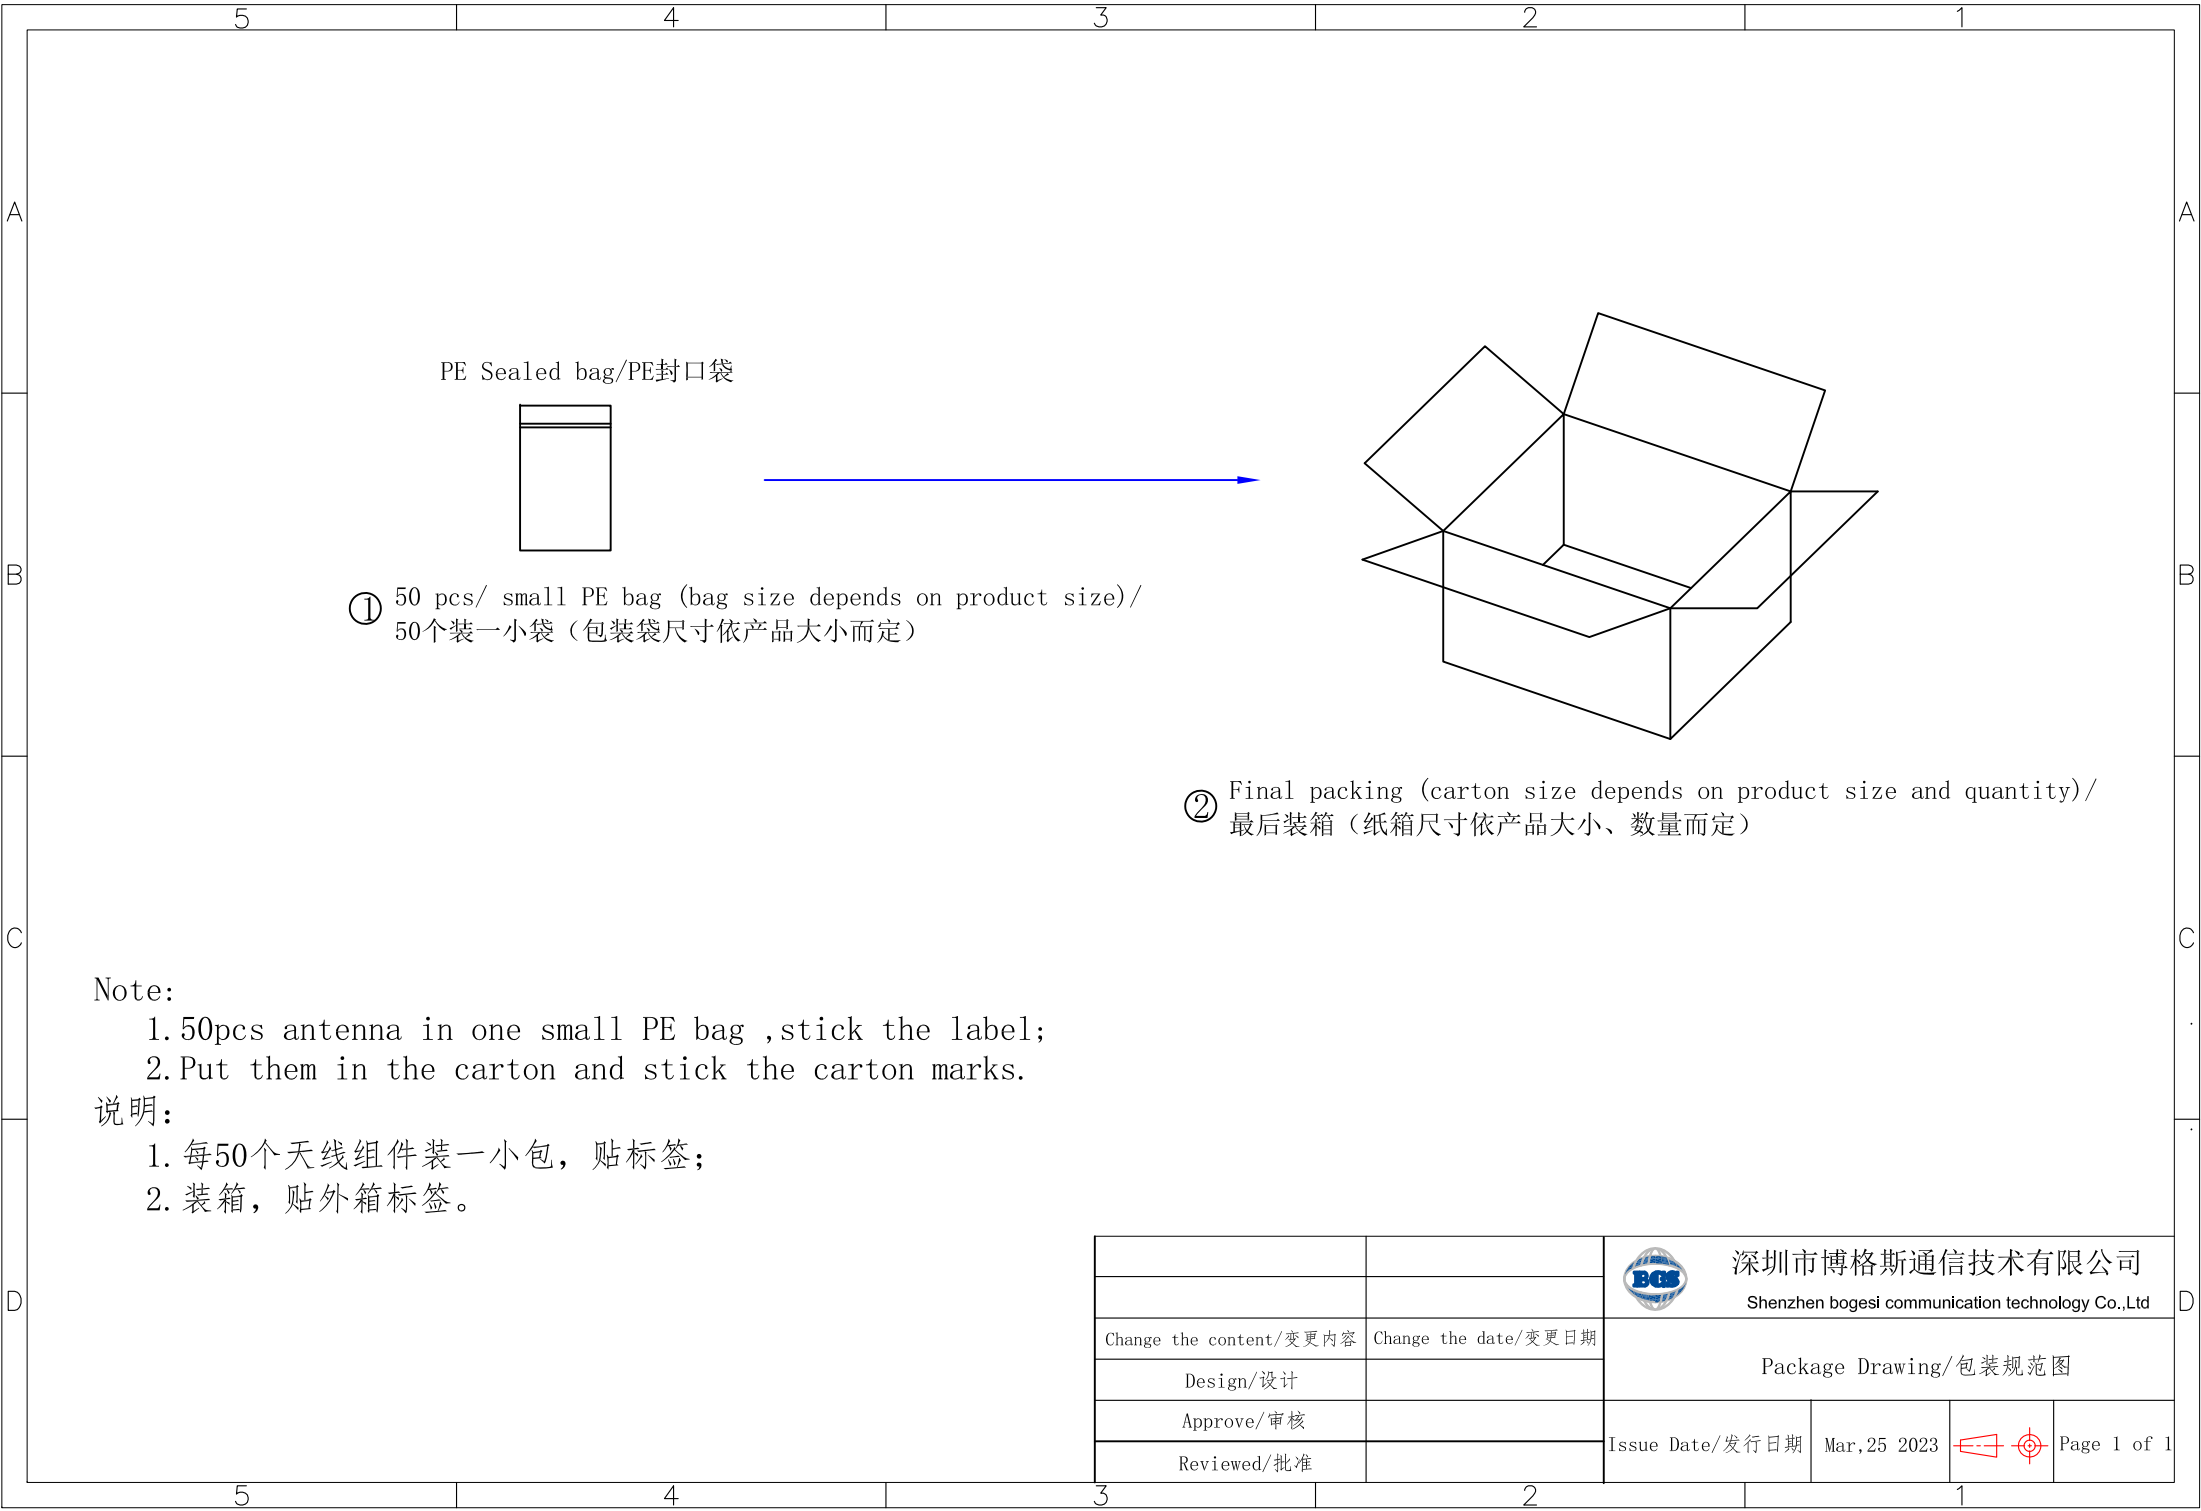 5 4 3 2 1
A A
PE Sealed bag/PE封口袋
B B
① 50 pcs/ small PE bag (bag size depends on product size)/
50个装一小袋（包装袋尺寸依产品大小而定）
② Final packing (carton size depends on product size and quantity)/
最后装箱（纸箱尺寸依产品大小、数量而定）
C C
Note:
1.50pcs antenna in one small PE bag ,stick the label;
2.Put them in the carton and stick the carton marks.
说明:
1.每50个天线组件装一小包，贴标签;
2.装箱，贴外箱标签。
BGS
深圳市博格斯通信技术有限公司
Shenzhen bogesi communication technology Co.,Ltd
D D
Change the content/变更内容 Change the date/变更日期
Package Drawing/包装规范图
Design/设计
Approve/审核
Issue Date/发行日期 Mar,25 2023 Page 1 of 1
Reviewed/批准
5 4 3 2 1